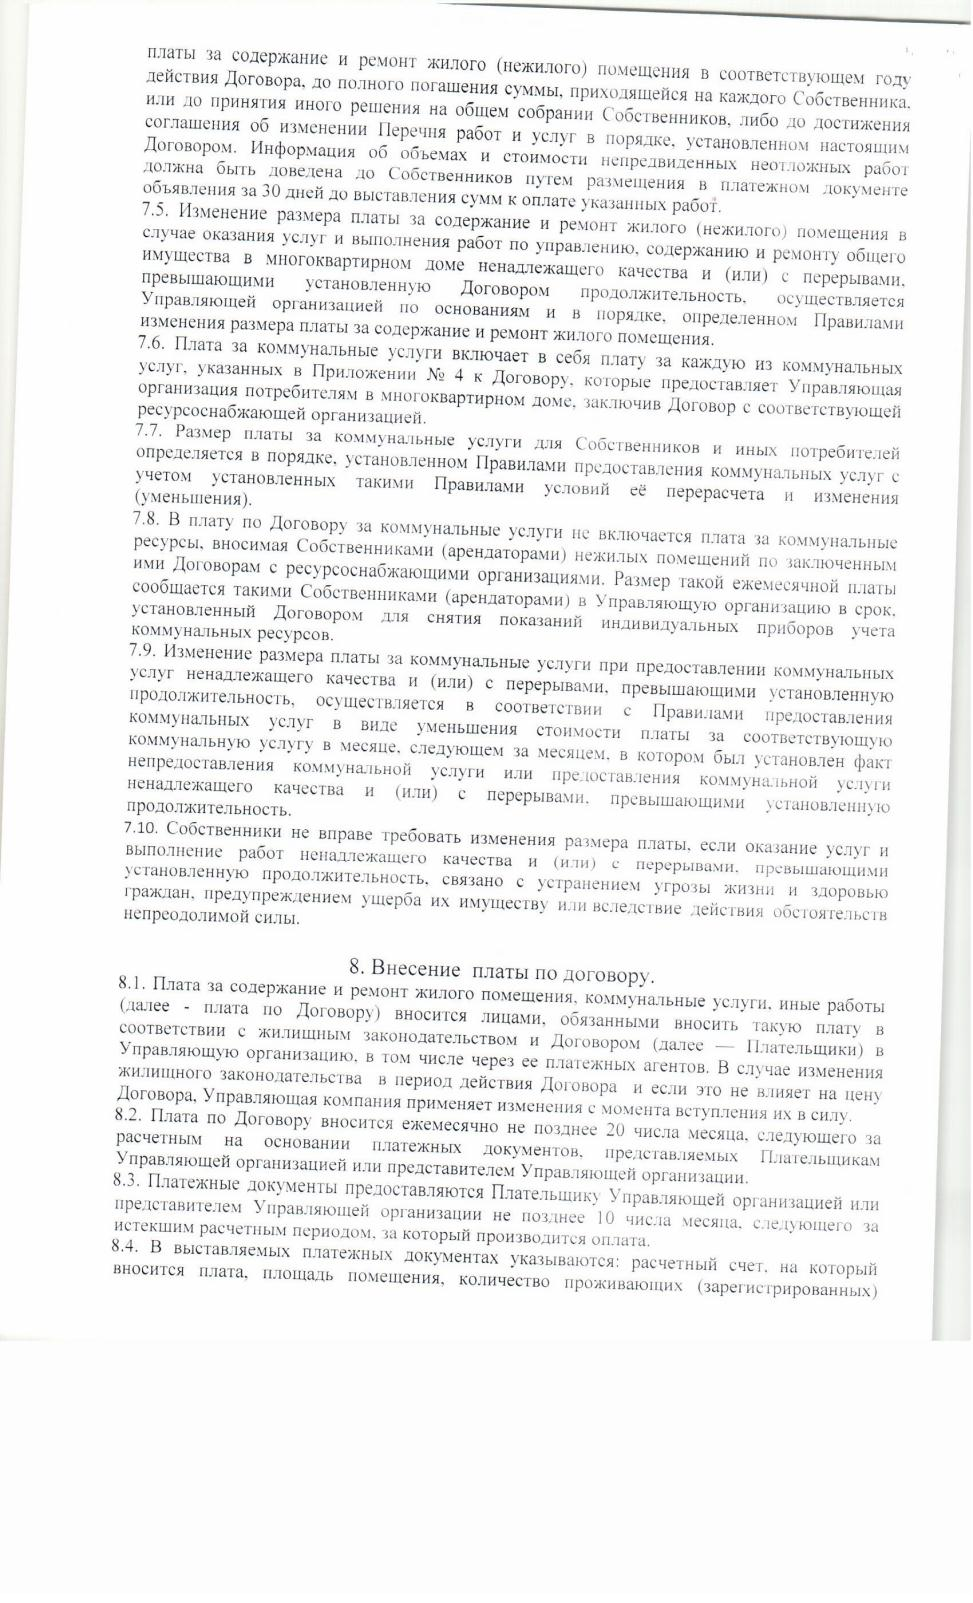 платы за содержание и ремонт жилого (нежилого) помещения в соответствующем году
действия Договора, до полного погашения суммы, приходящейся на каждого Собственника,
или до принятия иного решения на общем собрании Собственников, либо до достижения
соглашения об изменении Перечня работ и услуг в порядке, установленном настоящим
Договором. Информация об объемах и стоимости непредвиденных неотложных работ
должна быть доведена до Собственников путем размещения в платежном документе
объявления за 30 дней до выставления сумм к оплате указанных работ.
7.5. Изменение размера платы за содержание и ремонт жилого (нежилого) помещения в
случае оказания услуг и выполнения работ по управлению, содержанию и ремонту общего
имущества в многоквартирном доме ненадлежащего качества и (или) с перерывами,
превышающими установленную Договором продолжительность, осуществляется
Управляющей организацией по основаниям и в порядке, определенном Правилами
изменения размера платы за содержание и ремонт жилого помещения.
7.6. Плата за коммунальные услуги включает в себя плату за каждую из коммунальных
услуг, указанных в Приложении № 4 к Договору, которые предоставляет Управляющая
организация потребителям в многоквартирном доме, заключив Договор с соответствующей
ресурсоснабжающей организацией.
7.7. Размер платы за коммунальные услуги для Собственников и иных потребителей
определяется в порядке, установленном Правилами предоставления коммунальных услуг с
учетом установленных такими Правилами условий её перерасчета и изменения
(уменьшения).
7.8. В плату по Договору за коммунальные услуги не включается плата за коммунальные
ресурсы, вносимая Собственниками (арендаторами) нежилых помещений по заключенным
ими Договорам с ресурсоснабжающими организациями. Размер такой ежемесячной платы
сообщается такими Собственниками (арендаторами) в Управляющую организацию в срок,
установленный Договором для снятия показаний индивидуальных приборов учета
коммунальных ресурсов.
7.9. Изменение размера платы за коммунальные услуги при предоставлении коммунальных
услуг ненадлежащего качества и (или) с перерывами, превышающими установленную
продолжительность, осуществляется в соответствии с Правилами предоставления
коммунальных услуг в виде уменьшения стоимости платы за соответствующую
коммунальную услугу в месяце, следующем за месяцем, в котором был установлен факт
непредоставления коммунальной услуги или предоставления коммунальной услуги
ненадлежащего качества и (или) с перерывами, превышающими установленную
продолжительность.
7.10. Собственники не вправе требовать изменения размера платы, если оказание услуг и
выполнение работ ненадлежащего качества и (или) с перерывами, превышающими
установленную продолжительность, связано с устранением угрозы жизни и здоровью
граждан, предупреждением ущерба их имуществу или вследствие действия обстоятельств
непреодолимой силы.
8. Внесение платы по договору.
8.1. Плата за содержание и ремонт жилого помещения, коммунальные услуги, иные работы
(далее - плата по Договору) вносится лицами, обязанными вносить такую плату в
соответствии с жилищным законодательством и Договором (далее — Плательщики) в
Управляющую организацию, в том числе через ее платежных агентов. В случае изменения
жилищного законодательства в период действия Договора и если это не влияет на цену
Договора, Управляющая компания применяет изменения с момента вступления их в силу.
8.2. Плата по Договору вносится ежемесячно не позднее 20 числа месяца, следующего за
расчетным на основании платежных документов, представляемых Плательщикам
Управляющей организацией или представителем Управляющей организации.
8.3. Платежные документы предоставляются Плательщику Управляющей организацией или
представителем Управляющей организации не позднее 10 числа месяца, следующего за
истекшим расчетным периодом, за который производится оплата.
8.4. В выставляемых платежных документах указываются: расчетный счет, на который
вносится плата, площадь помещения, количество проживающих (зарегистрированных)